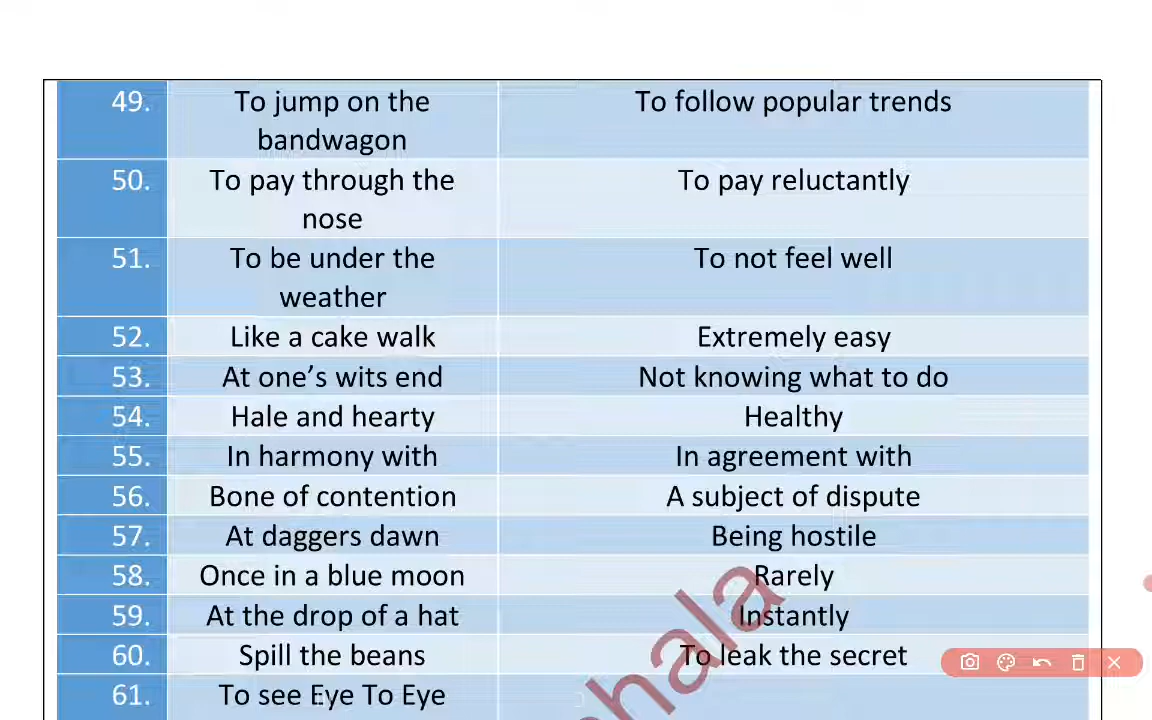 49. To jump on the To follow popular trends
bandwagon
50. To pay through the To pay reluctantly
nose
51. To be under the To not feel well
weather
52. Like a cake walk Extremely easy
53. At one’s wits end Not knowing what to do
54. Hale and hearty Healthy
55. In harmony with In agreement with
56. Bone of contention A subject of dispute
57. At daggers dawn Being hostile
58. Once in a blue moon Rarely
59. At the drop of a hat Instantly
60. Spill the beans To leak the secret
61. To see Eye To Eye